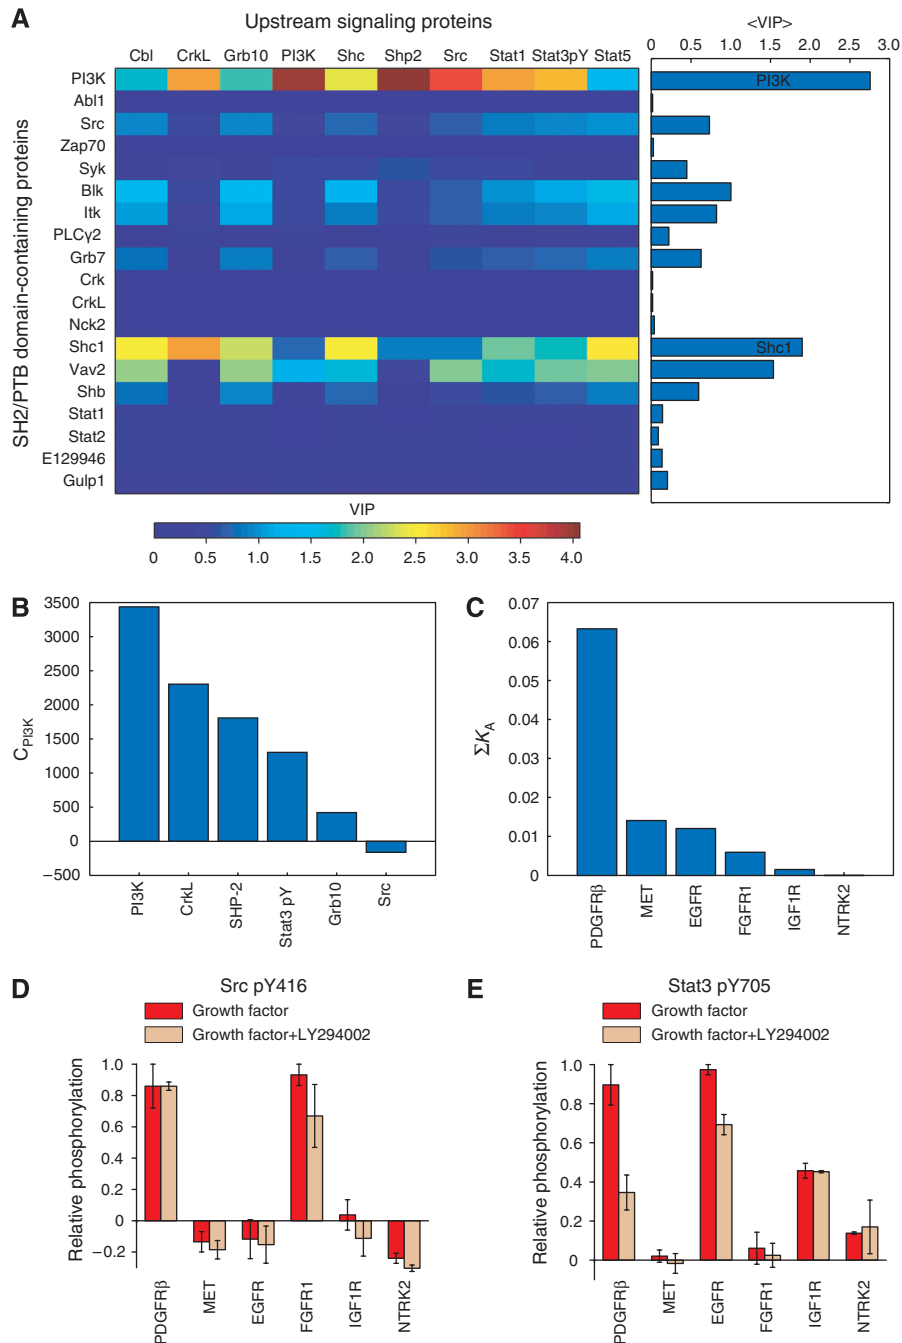 A
Upstream signaling proteins
<VIP>
Cbl CrkL Grb10 PI3K Shc Shp2 Src Stat1 Stat3pY Stat5
0 0.5 1.0 1.5 2.0 2.5 3.0
SH2/PTB domain-containing proteins
PI3K
PI3K
Abl1
Src
Zap70
Syk
Blk
Itk
PLCγ2
Grb7
Crk
CrkL
Nck2
Shc1
Shc1
Vav2
Shb
Stat1
Stat2
E129946
Gulp1
VIP
0 0.5 1.0 1.5 2.0 2.5 3.0 3.5 4.0
B
C_PI3K
3500
3000
2500
2000
1500
1000
500
0
−500
PI3K
CrkL
SHP-2
Stat3 pY
Grb10
Src
C
ΣK_A
0.07
0.06
0.05
0.04
0.03
0.02
0.01
0
PDGFRβ
MET
EGFR
FGFR1
IGF1R
NTRK2
D
Src pY416
Growth factor
Growth factor+LY294002
Relative phosphorylation
1.0
0.8
0.6
0.4
0.2
0
−0.2
PDGFRβ
MET
EGFR
FGFR1
IGF1R
NTRK2
E
Stat3 pY705
Growth factor
Growth factor+LY294002
Relative phosphorylation
1.0
0.8
0.6
0.4
0.2
0
PDGFRβ
MET
EGFR
FGFR1
IGF1R
NTRK2